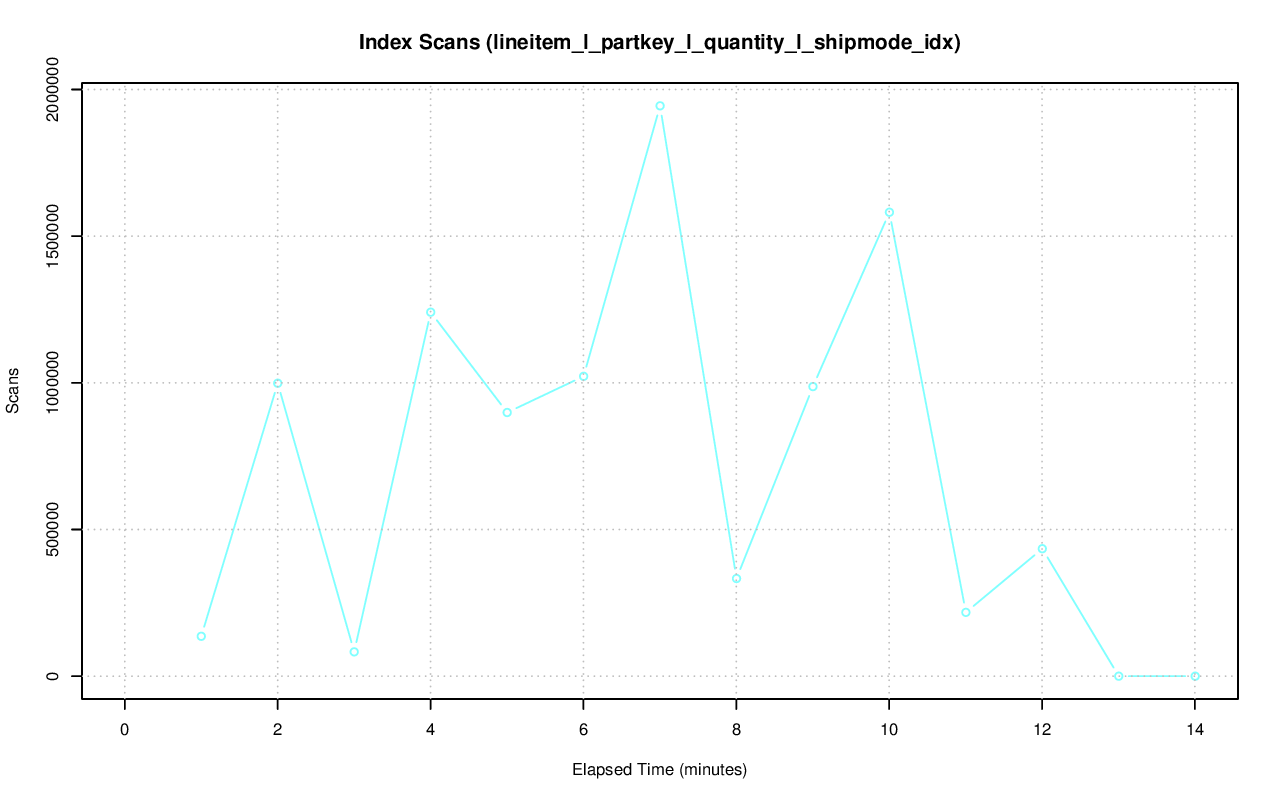 Index Scans (lineitem_l_partkey_l_quantity_l_shipmode_idx)
2000000
1500000
1000000
500000
0
Scans
0 2 4 6 8 10 12 14
Elapsed Time (minutes)